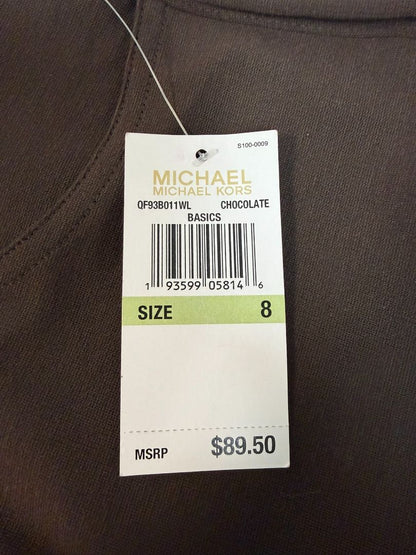 S100-0009
MICHAEL
MICHAEL KORS
QF93B011WL CHOCOLATE
BASICS
1 93599 05814 6
SIZE 8
MSRP $89.50